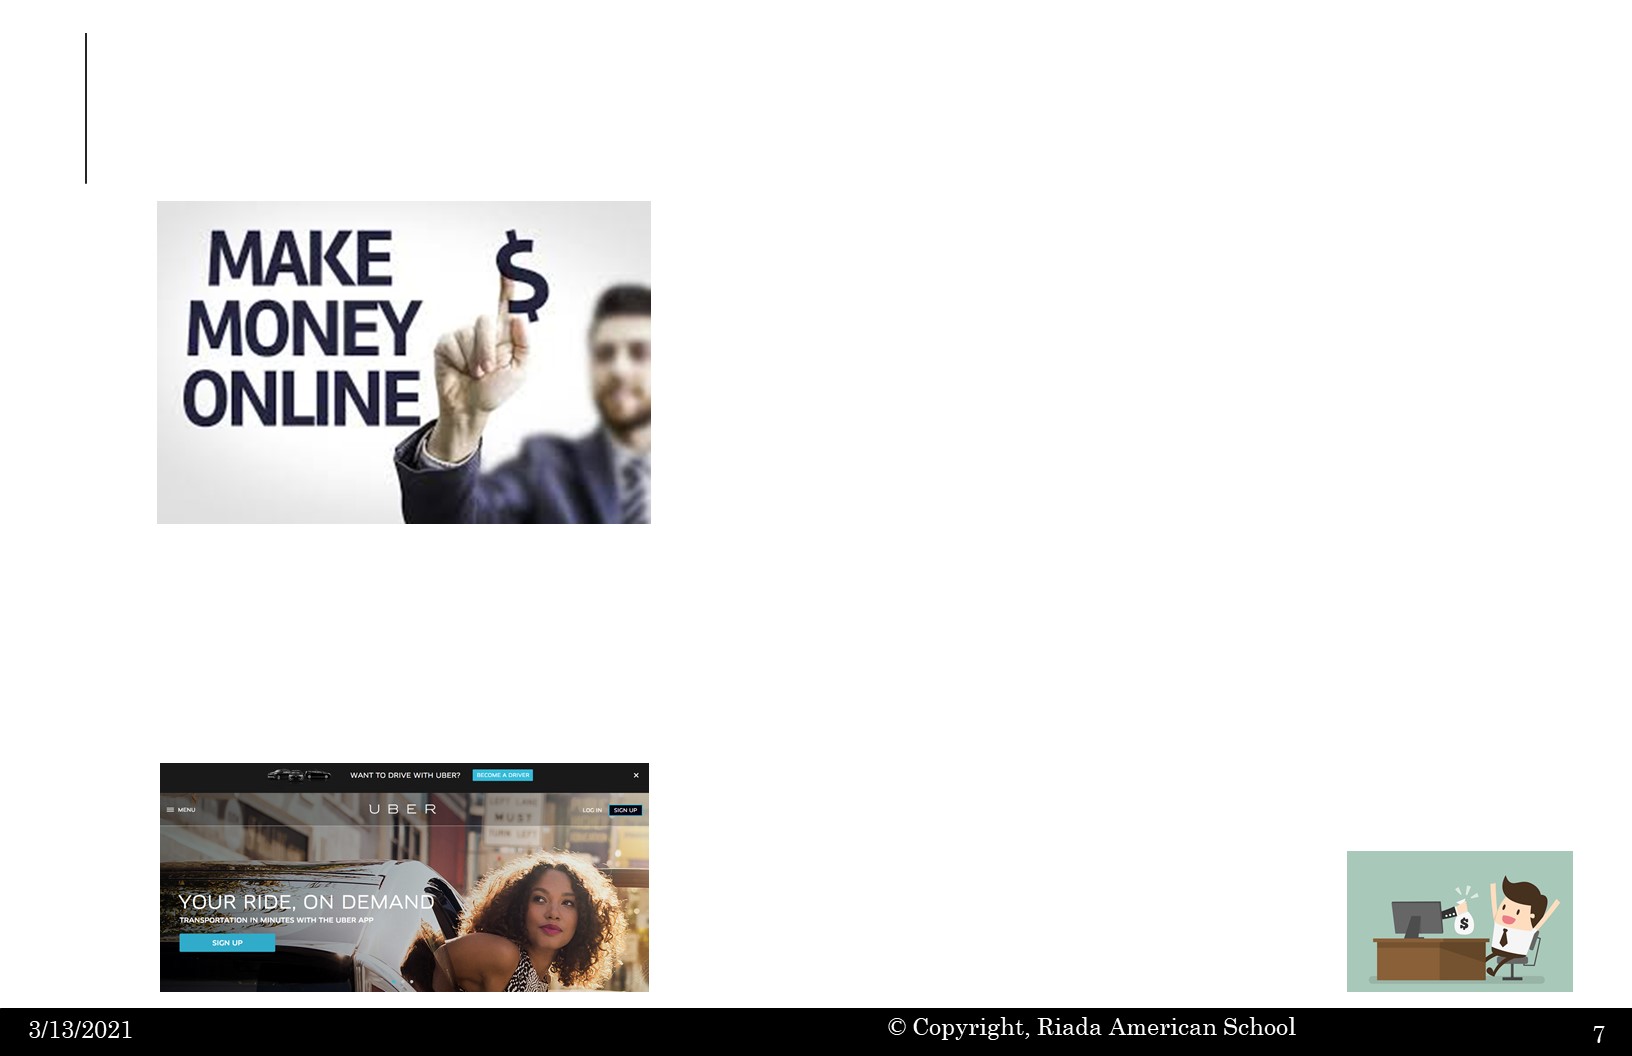 MAKE
MONEY
ONLINE
$
WANT TO DRIVE WITH UBER? BECOME A DRIVER ×
MENU UBER LOG IN SIGN UP
LEFT LANE
MUST
TURN LEFT
YOUR RIDE, ON DEMAND
TRANSPORTATION IN MINUTES WITH THE UBER APP
SIGN UP
$
3/13/2021 © Copyright, Riada American School 7